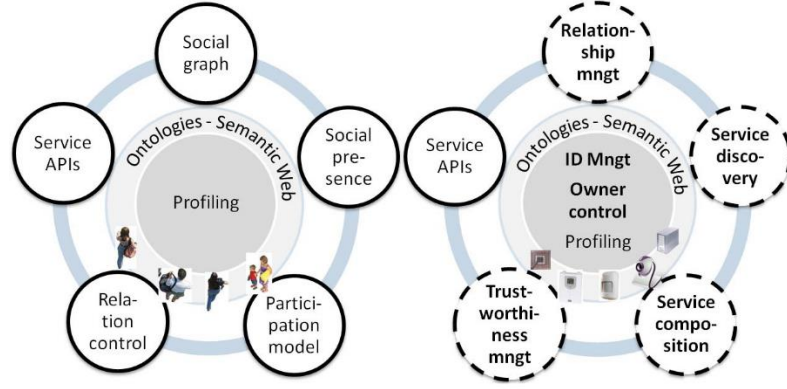 Social
graph
Service
APIs
Ontologies - Semantic Web
Social
pre-
sence
Profiling
Rela-
tion
control
Partici-
pation
model
Relation-
ship
mngt
Service
APIs
Ontologies - Semantic Web
ID Mngt
Owner
control
Profiling
Service
disco-
very
Trust-
worthi-
ness
mngt
Service
compo-
sition